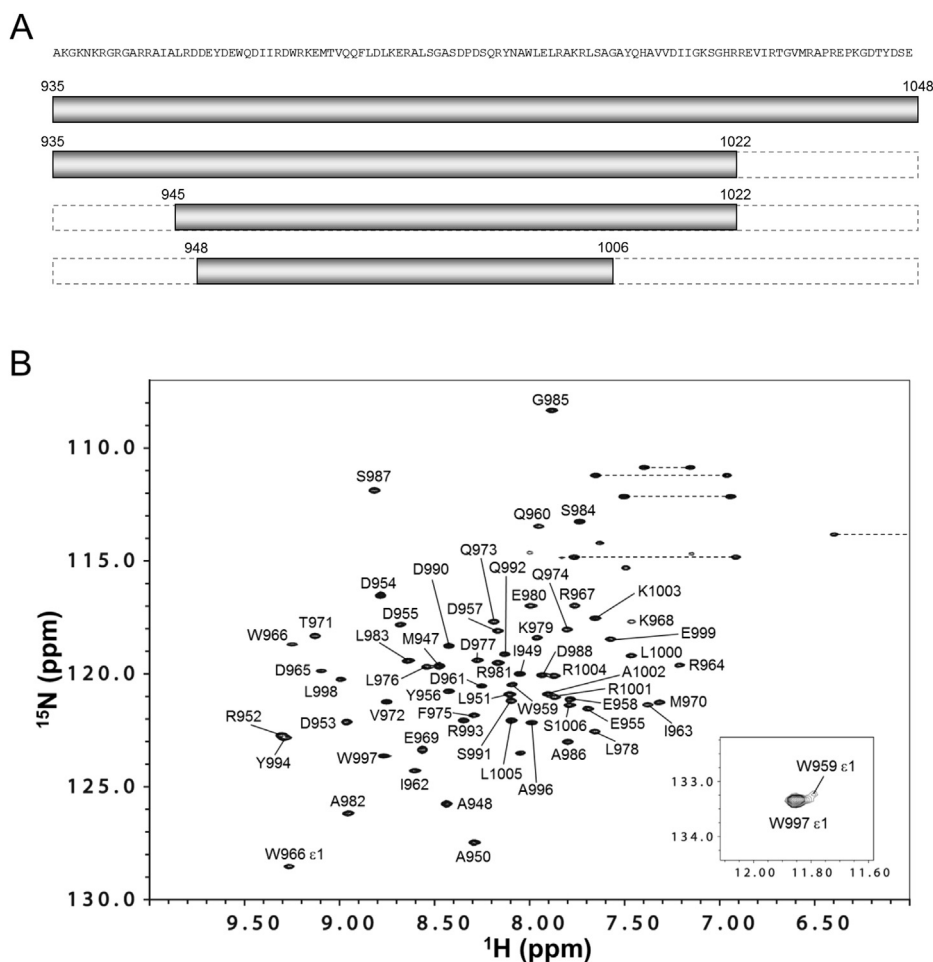 A
AKGKNKRGRGARRAIALRDDEYDEWQDIIRDWRKEMTVQQFLDLKERALSGASDPDSQRYNAWLELRAKRLSAGAYQHAVVDIIGKSGHRREVIRTGVMRAPREPKGDTYDSE
935 1048
935 1022
945 1022
948 1006
B
G985
110.0
S987
Q960 S984
Q973
Q992
115.0
D990 Q974
D954 E980 R967 K1003
D955 D957 K968
T971 M947 K979 E999
W966 L983 D977 I949 D988 L1000
120.0
D965 L976 R981 R1004 R964
L998 D961 A1002
Y956 L951 W959 R1001
R952 D953 V972 F975 E958 M970
R993 S1006 E955 I963
Y994 W997 E969 S991 L978
A986
I962 L1005 A996
125.0
A982 A948
W966 ε1 A950
130.0
W959 ε1
133.0
W997 ε1
134.0
12.00 11.80 11.60
9.50 9.00 8.50 8.00 7.50 7.00 6.50
¹⁵N (ppm)
¹H (ppm)